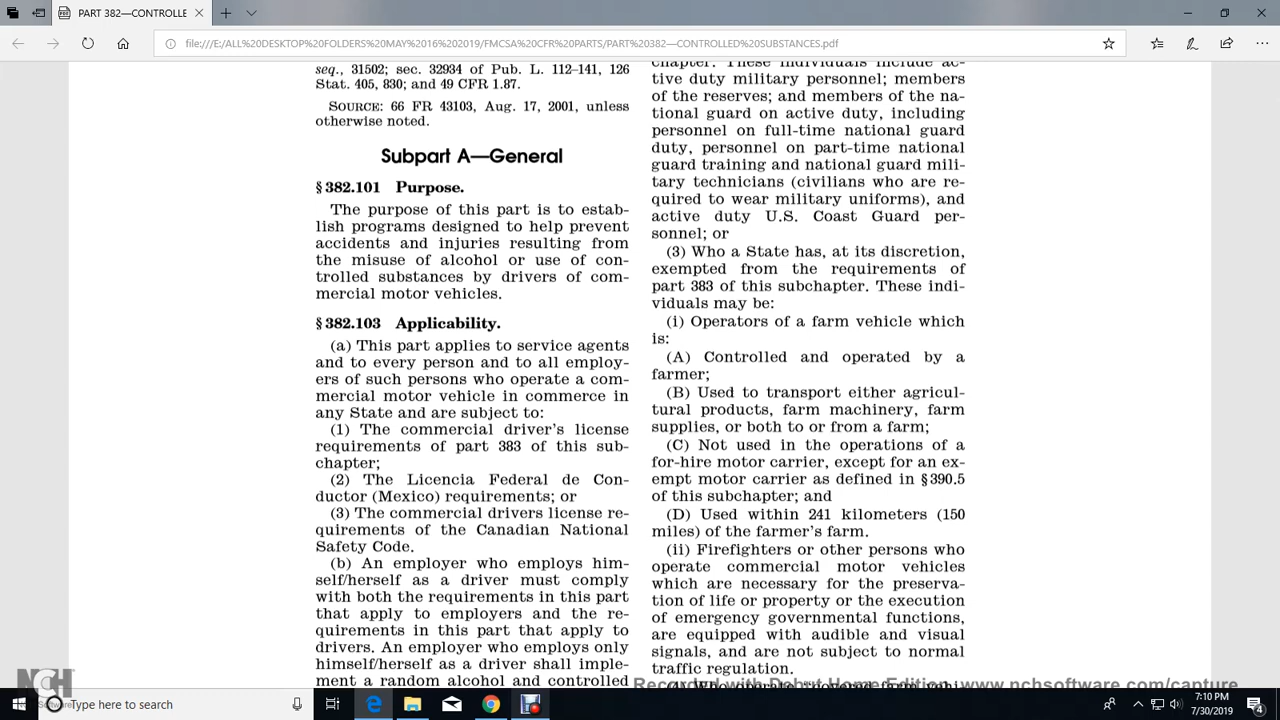 PART 382—CONTROLLE
file:///E:/ALL%20DESKTOP%20FOLDERS%20MAY%2016%202019/FMCSA%20CFR%20PARTS/PART%20382—CONTROLLED%20SUBSTANCES.pdf
seq., 31502; sec. 32934 of Pub. L. 112–141, 126
Stat. 405, 830; and 49 CFR 1.87.
SOURCE: 66 FR 43103, Aug. 17, 2001, unless
otherwise noted.
Subpart A—General
§ 382.101 Purpose.
The purpose of this part is to estab-
lish programs designed to help prevent
accidents and injuries resulting from
the misuse of alcohol or use of con-
trolled substances by drivers of com-
mercial motor vehicles.
§ 382.103 Applicability.
(a) This part applies to service agents
and to every person and to all employ-
ers of such persons who operate a com-
mercial motor vehicle in commerce in
any State and are subject to:
(1) The commercial driver's license
requirements of part 383 of this sub-
chapter;
(2) The Licencia Federal de Con-
ductor (Mexico) requirements; or
(3) The commercial drivers license re-
quirements of the Canadian National
Safety Code.
(b) An employer who employs him-
self/herself as a driver must comply
with both the requirements in this part
that apply to employers and the re-
quirements in this part that apply to
drivers. An employer who employs only
himself/herself as a driver shall imple-
ment a random alcohol and controlled
chapter. These individuals include ac-
tive duty military personnel; members
of the reserves; and members of the na-
tional guard on active duty, including
personnel on full-time national guard
duty, personnel on part-time national
guard training and national guard mili-
tary technicians (civilians who are re-
quired to wear military uniforms), and
active duty U.S. Coast Guard per-
sonnel; or
(3) Who a State has, at its discretion,
exempted from the requirements of
part 383 of this subchapter. These indi-
viduals may be:
(i) Operators of a farm vehicle which
is:
(A) Controlled and operated by a
farmer;
(B) Used to transport either agricul-
tural products, farm machinery, farm
supplies, or both to or from a farm;
(C) Not used in the operations of a
for-hire motor carrier, except for an ex-
empt motor carrier as defined in § 390.5
of this subchapter; and
(D) Used within 241 kilometers (150
miles) of the farmer's farm.
(ii) Firefighters or other persons who
operate commercial motor vehicles
which are necessary for the preserva-
tion of life or property or the execution
of emergency governmental functions,
are equipped with audible and visual
signals, and are not subject to normal
traffic regulation.
Recorded with Debut Home Edition www.nchsoftware.com/capture
NCH
Software
Type here to search
4
7:10 PM
7/30/2019